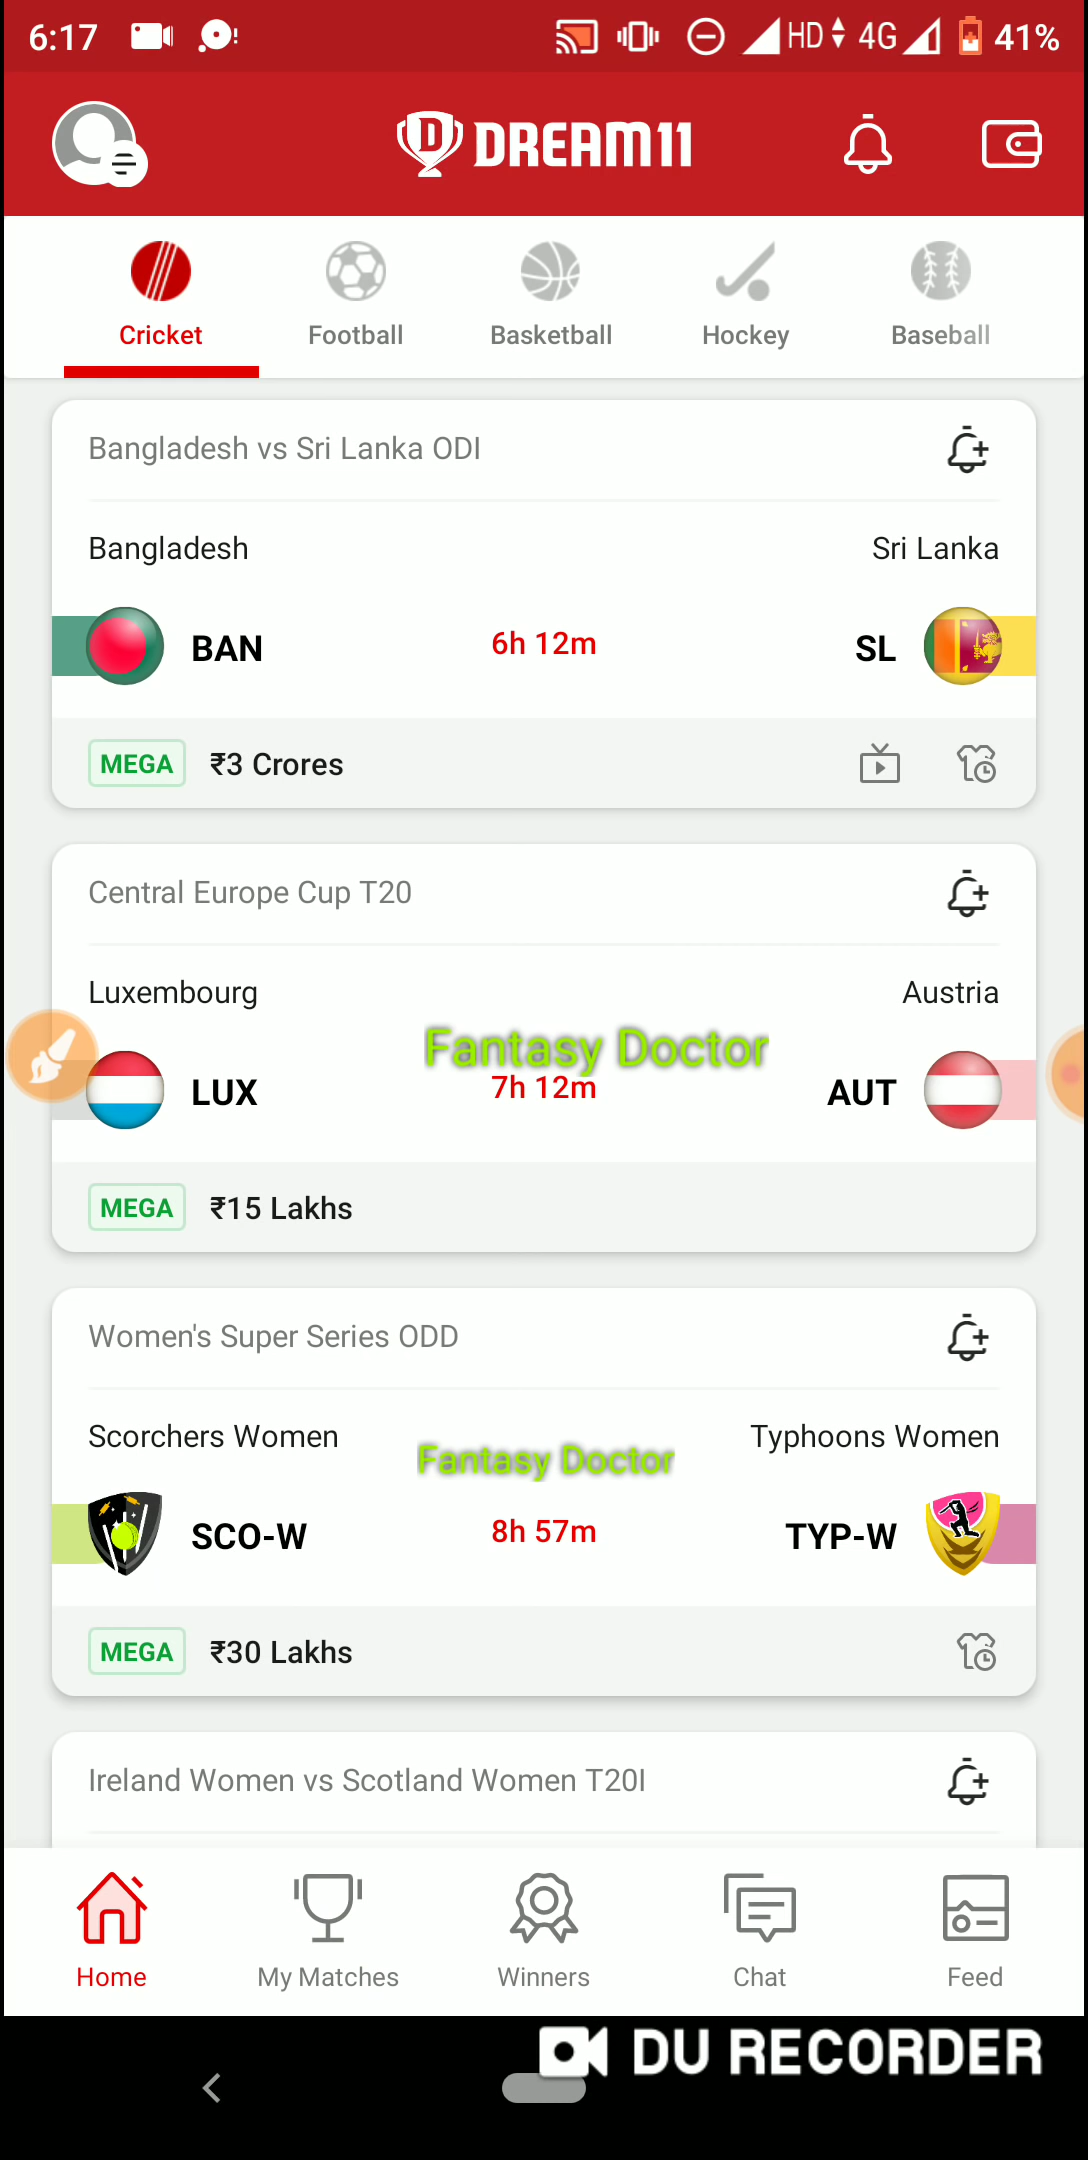 6:17 HD 4G 41%
DREAM11
Cricket Football Basketball Hockey Baseball
Bangladesh vs Sri Lanka ODI
Bangladesh Sri Lanka
BAN 6h 12m SL
MEGA ₹3 Crores
Central Europe Cup T20
Luxembourg Austria
Fantasy Doctor
LUX 7h 12m AUT
MEGA ₹15 Lakhs
Women's Super Series ODD
Scorchers Women Typhoons Women
Fantasy Doctor
SCO-W 8h 57m TYP-W
MEGA ₹30 Lakhs
Ireland Women vs Scotland Women T20I
Home My Matches Winners Chat Feed
DU RECORDER